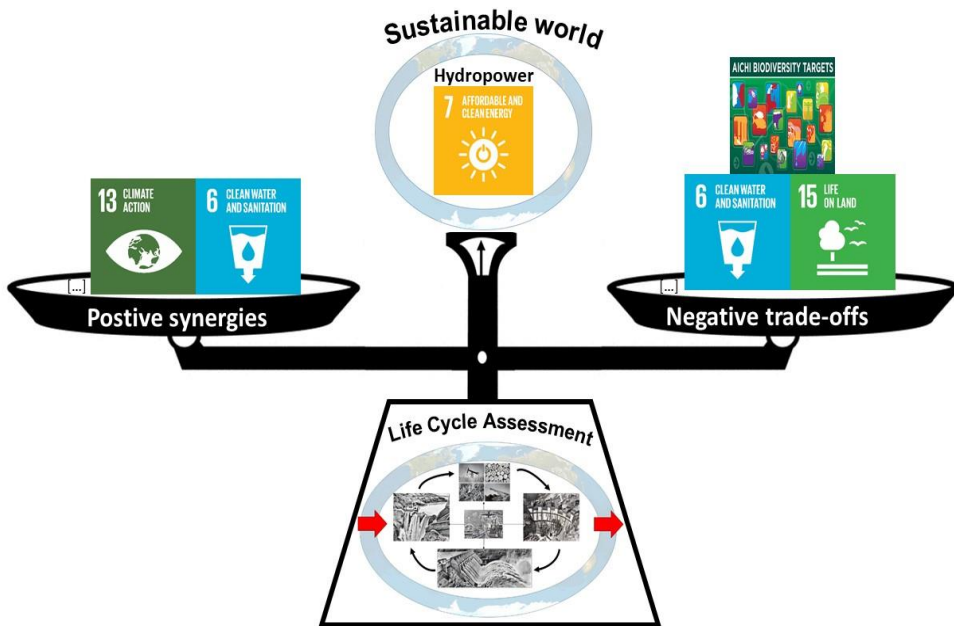 Sustainable world
Hydropower
7 AFFORDABLE AND
CLEAN ENERGY
AICHI BIODIVERSITY TARGETS
13 CLIMATE
ACTION
6 CLEAN WATER
AND SANITATION
6 CLEAN WATER
AND SANITATION
15 LIFE
ON LAND
[...]
Postive synergies
[...]
Negative trade-offs
Life Cycle Assessment